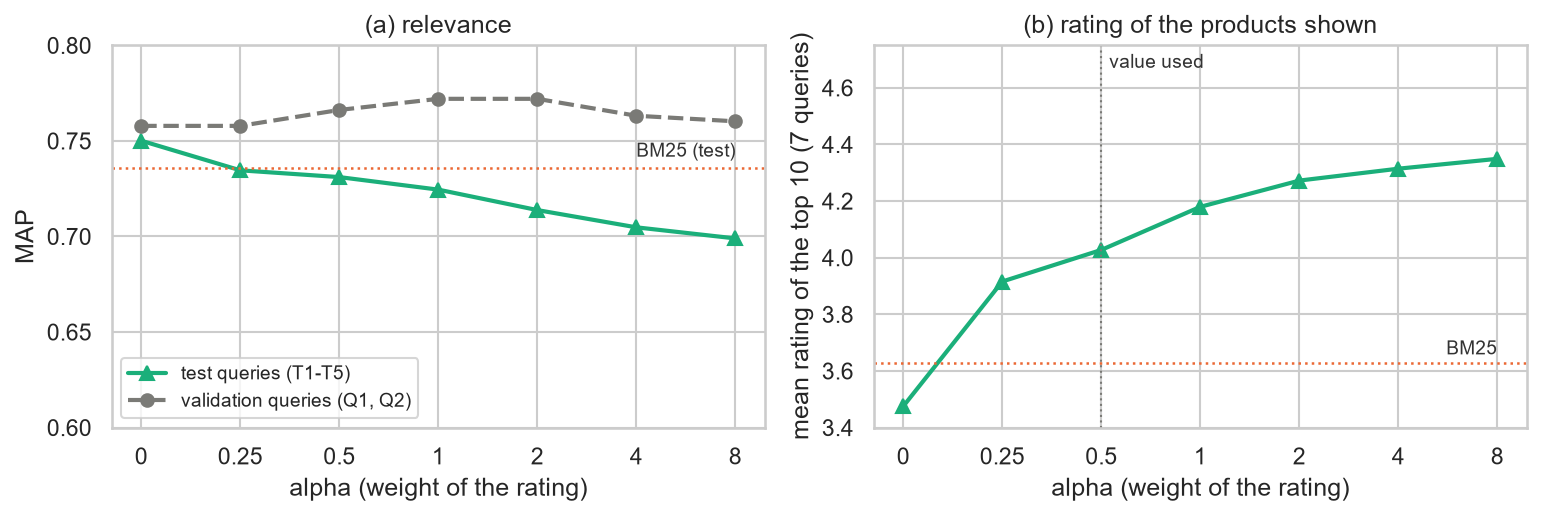 (a) relevance
0.80
0.75
0.70
0.65
0.60
MAP
BM25 (test)
test queries (T1-T5)
validation queries (Q1, Q2)
0 0.25 0.5 1 2 4 8
alpha (weight of the rating)
(b) rating of the products shown
value used
4.6
4.4
4.2
4.0
3.8
3.6
3.4
mean rating of the top 10 (7 queries)
BM25
0 0.25 0.5 1 2 4 8
alpha (weight of the rating)